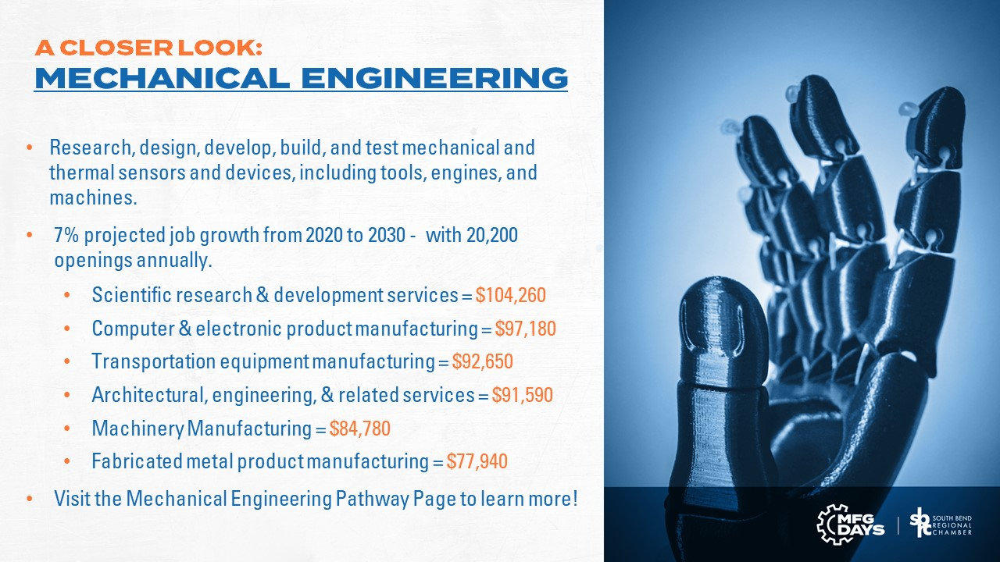 A CLOSER LOOK:
MECHANICAL ENGINEERING
• Research, design, develop, build, and test mechanical and
thermal sensors and devices, including tools, engines, and
machines.
• 7% projected job growth from 2020 to 2030 - with 20,200
openings annually.
• Scientific research & development services = $104,260
• Computer & electronic product manufacturing = $97,180
• Transportation equipment manufacturing = $92,650
• Architectural, engineering, & related services = $91,590
• Machinery Manufacturing = $84,780
• Fabricated metal product manufacturing = $77,940
• Visit the Mechanical Engineering Pathway Page to learn more!
MFG
DAYS
sbrc
SOUTH BEND
REGIONAL
CHAMBER